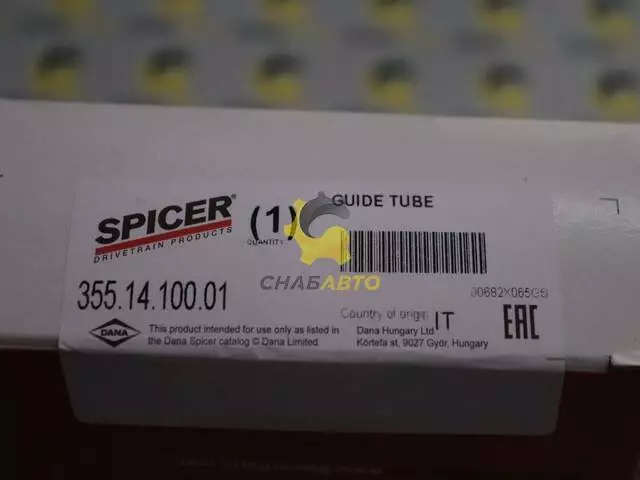 SPICER®
DRIVETRAIN PRODUCTS
(1)
QUANTITY
GUIDE TUBE
СНАБАВТО
355.14.100.01
00682X065GS
DANA
This product intended for use only as listed in
the Dana Spicer catalog © Dana Limited.
Country of origin IT
Dana Hungary Ltd
Körtefa st, 9027 Győr, Hungary
EAC